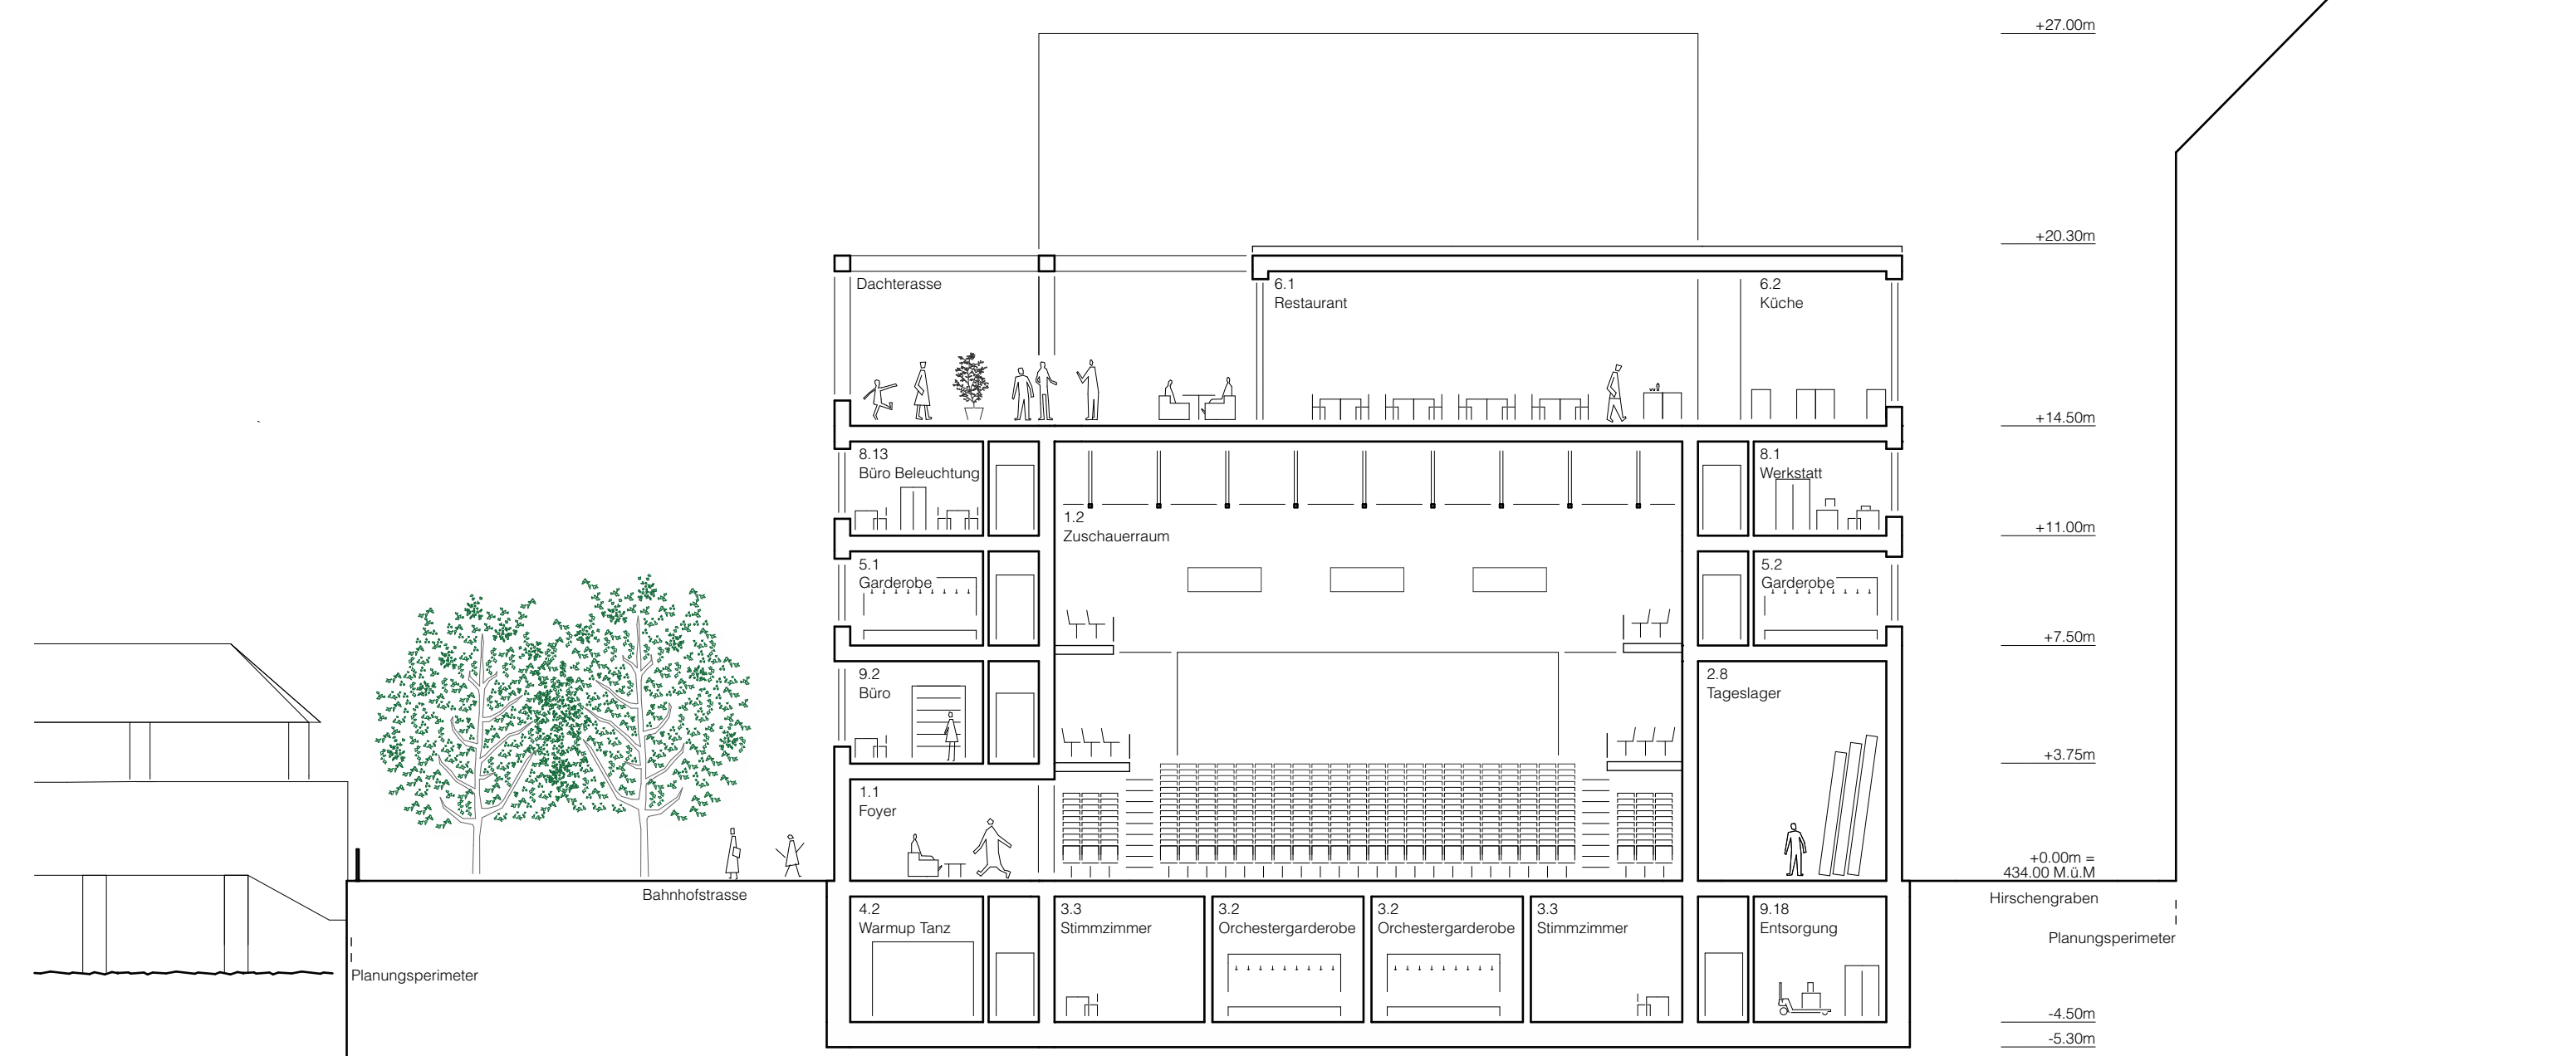 +27.00m
+20.30m
Dachterasse
6.1
Restaurant
6.2
Küche
+14.50m
8.13
Büro Beleuchtung
8.1
Werkstatt
1.2
Zuschauerraum
+11.00m
5.1
Garderobe
5.2
Garderobe
+7.50m
9.2
Büro
2.8
Tageslager
+3.75m
1.1
Foyer
+0.00m =
434.00 M.ü.M
Bahnhofstrasse
Hirschengraben
4.2
Warmup Tanz
3.3
Stimmzimmer
3.2
Orchestergarderobe
3.2
Orchestergarderobe
3.3
Stimmzimmer
9.18
Entsorgung
Planungsperimeter
Planungsperimeter
-4.50m
-5.30m